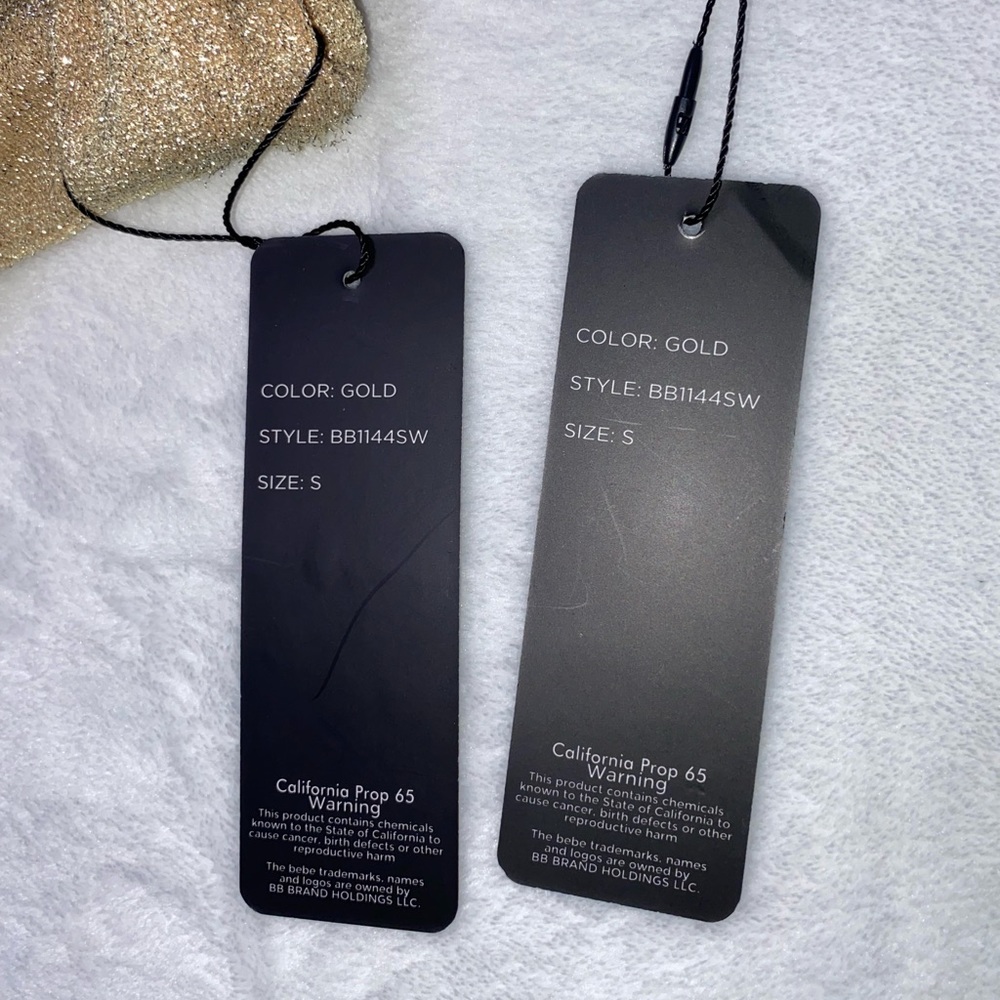 COLOR: GOLD
STYLE: BB1144SW
SIZE: S
California Prop 65
Warning
This product contains chemicals
known to the State of California to
cause cancer, birth defects or other
reproductive harm
The bebe trademarks, names
and logos are owned by
BB BRAND HOLDINGS LLC.
COLOR: GOLD
STYLE: BB1144SW
SIZE: S
California Prop 65
Warning
This product contains chemicals
known to the State of California to
cause cancer, birth defects or other
reproductive harm
The bebe trademarks, names
and logos are owned by
BB BRAND HOLDINGS LLC.